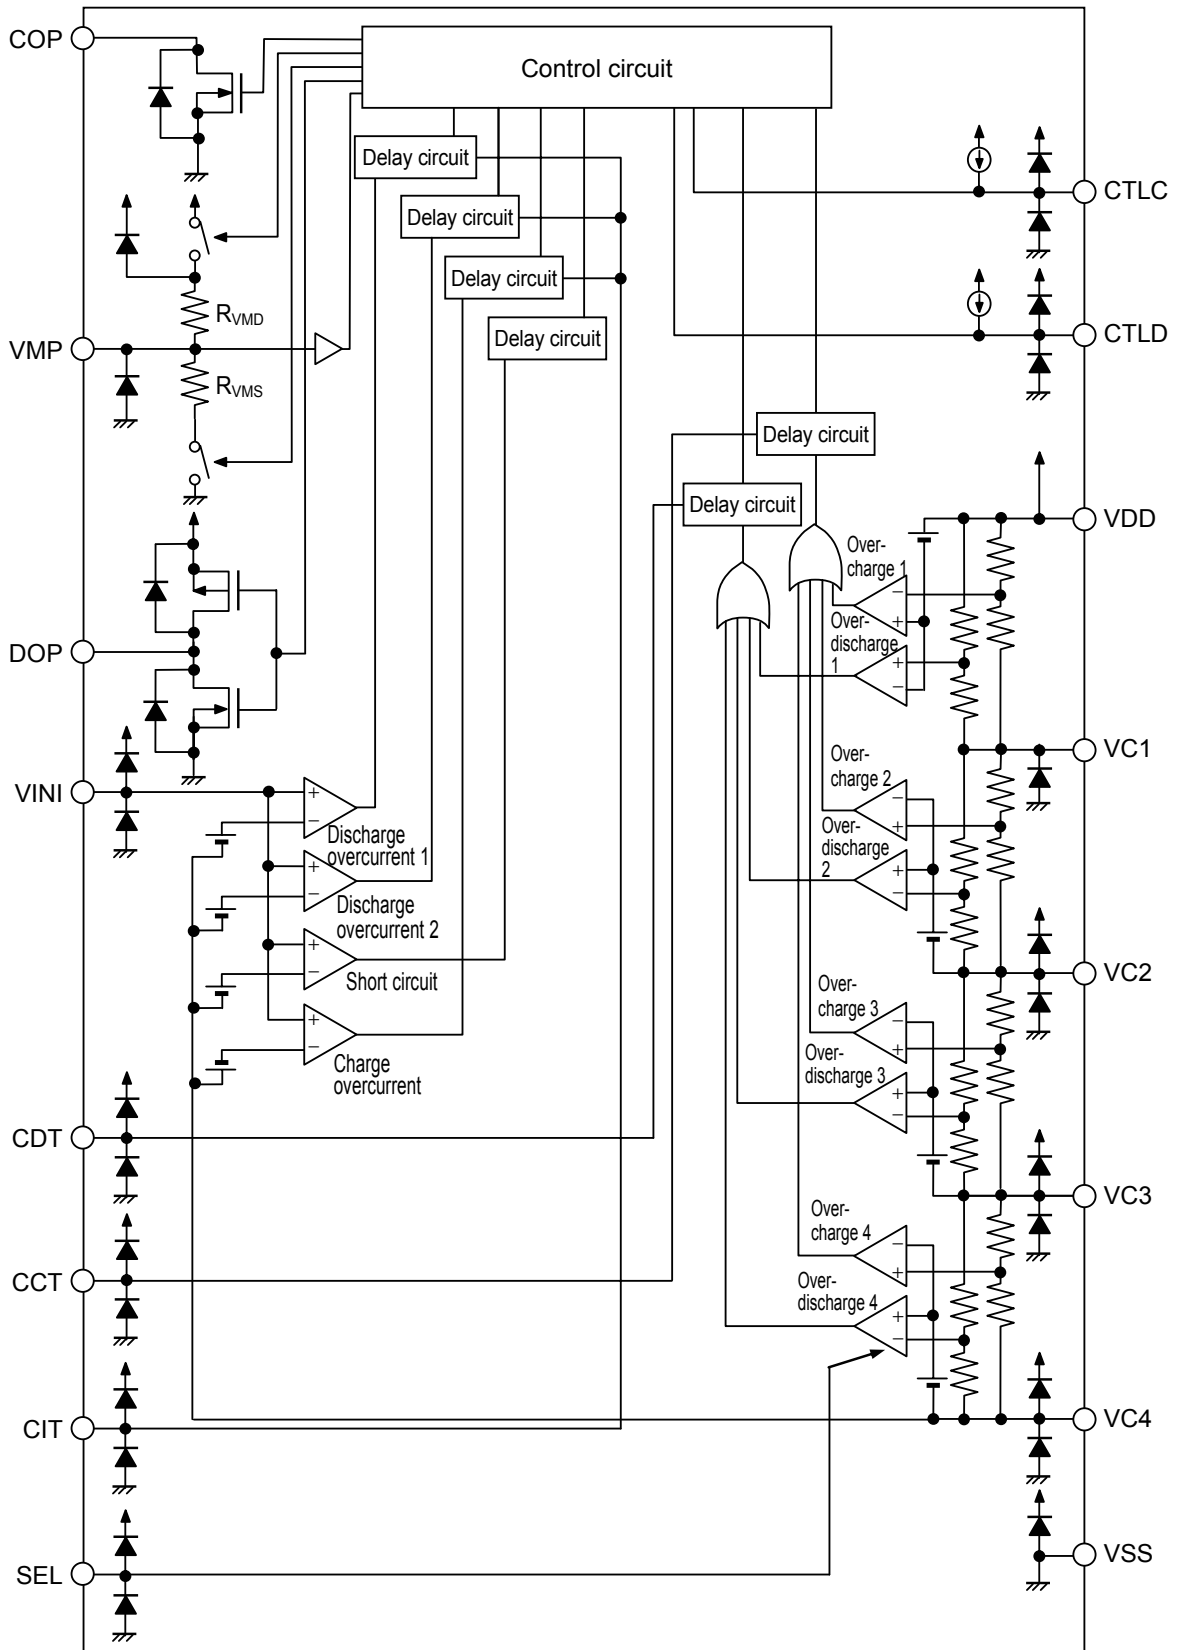 COP
Control circuit
Delay circuit
CTLC
Delay circuit
Delay circuit
RVMD
Delay circuit
CTLD
VMP
RVMS
Delay circuit
Delay circuit
VDD
Over-
charge 1
−
+
Over-
discharge
1
+
−
DOP
VC1
Over-
charge 2
VINI
+
−
−
+
Discharge
overcurrent 1
Over-
discharge
2
+
−
+
−
Discharge
overcurrent 2
+
−
Short circuit
VC2
Over-
charge 3
−
+
+
−
Charge
overcurrent
Over-
discharge 3
+
−
CDT
VC3
Over-
charge 4
−
+
CCT
Over-
discharge 4
+
−
CIT
VC4
SEL
VSS